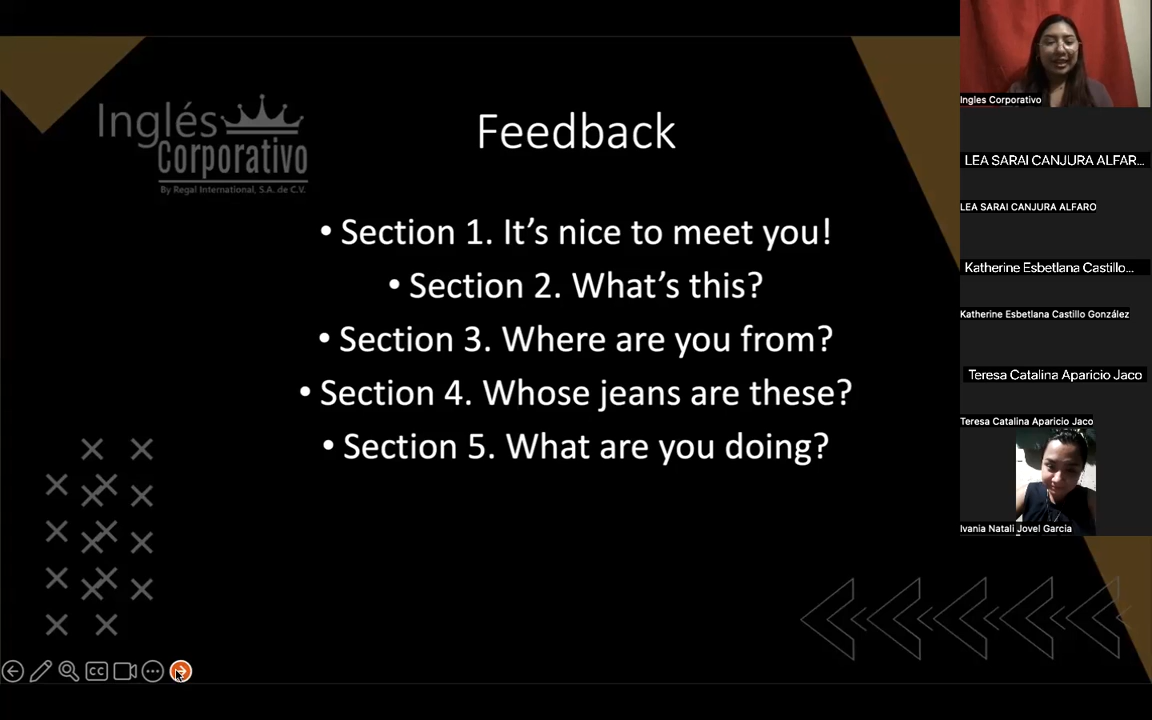 Inglés
Corporativo
By Regal International, S.A. de C.V.
Feedback
• Section 1. It's nice to meet you!
• Section 2. What's this?
• Section 3. Where are you from?
• Section 4. Whose jeans are these?
• Section 5. What are you doing?
CC
Ingles Corporativo
LEA SARAI CANJURA ALFAR...
LEA SARAI CANJURA ALFARO
Katherine Esbetlana Castillo...
Katherine Esbetlana Castillo González
Teresa Catalina Aparicio Jaco
Teresa Catalina Aparicio Jaco
Ivania Natali Jovel Garcia